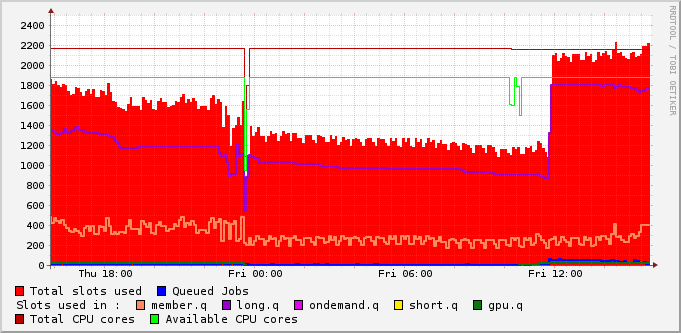 RRDTOOL / TOBI OETIKER
2400
2200
2000
1800
1600
1400
1200
1000
800
600
400
200
0
Thu 18:00 Fri 00:00 Fri 06:00 Fri 12:00
Total slots used Queued Jobs
Slots used in : member.q long.q ondemand.q short.q gpu.q
Total CPU cores Available CPU cores